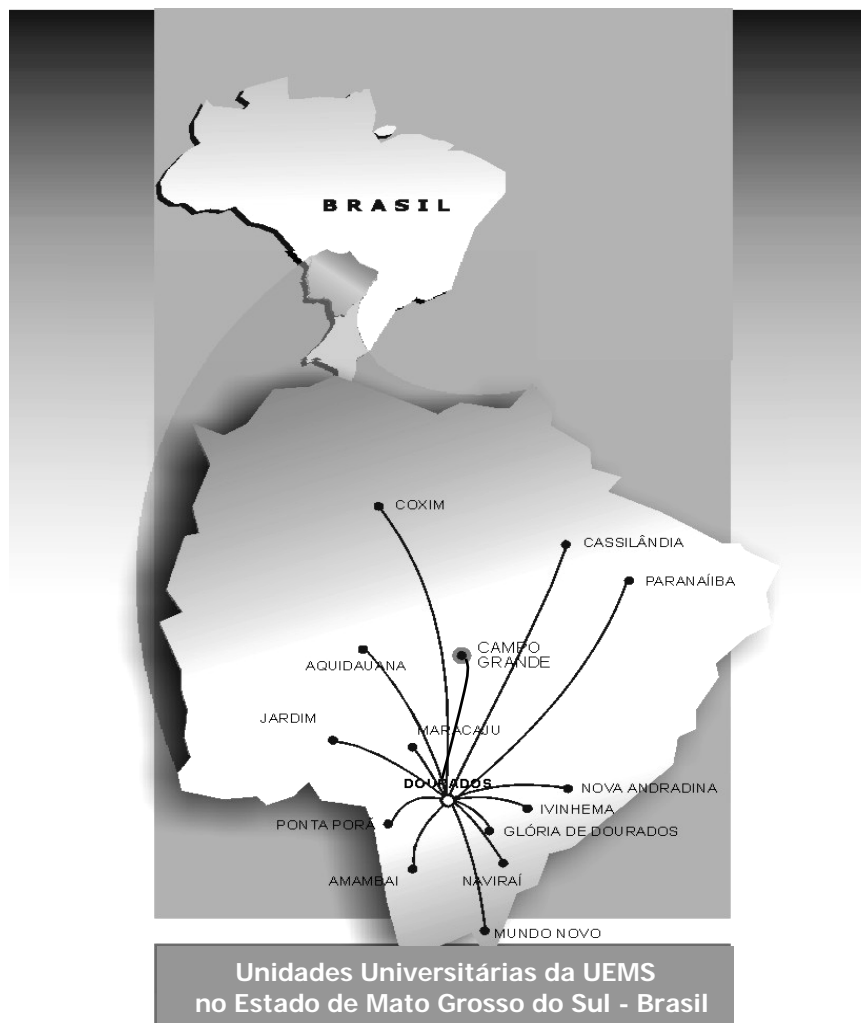 BRASIL
COXIM
CASSILÂNDIA
PARANAÍIBA
CAMPO
GRANDE
AQUIDAUANA
JARDIM
MARACAJU
DOURADOS
NOVA ANDRADINA
IVINHEMA
PONTA PORÃ
GLÓRIA DE DOURADOS
AMAMBAI
NAVIRAÍ
MUNDO NOVO
Unidades Universitárias da UEMS
no Estado de Mato Grosso do Sul - Brasil